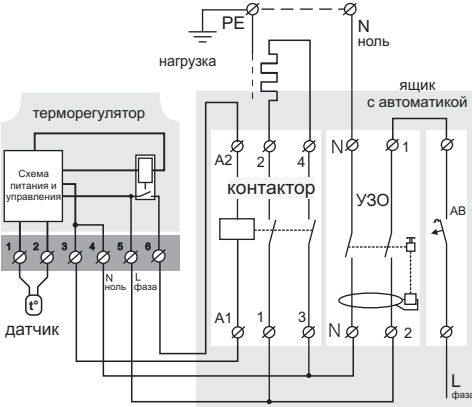 PE
N
ноль
нагрузка
ящик
с автоматикой
терморегулятор
A2
2
4
N
1
контактор
УЗО
АВ
Схема
питания и
управления
1
2
3
4
5
6
N
ноль
L
фаза
t°
датчик
A1
1
3
N
2
L
фаза